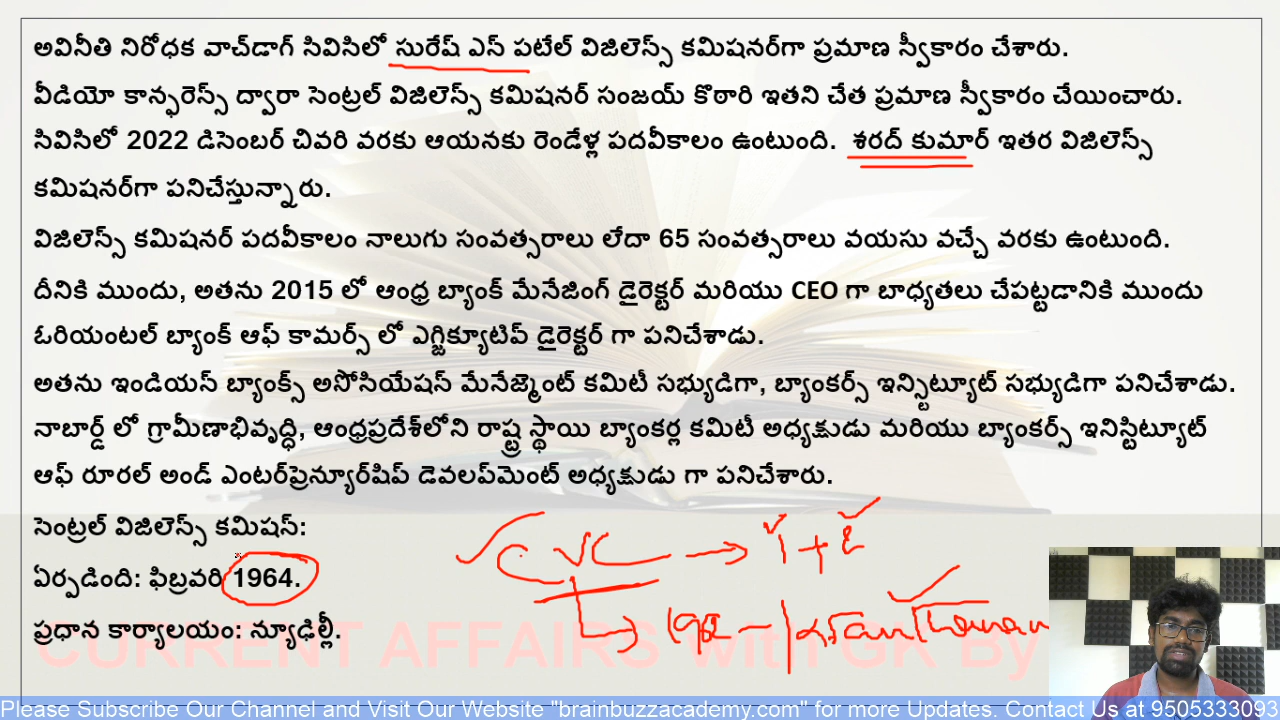 అవినీతి నిరోధక వాచ్‌డాగ్ సివిసిలో సురేష్ ఎస్ పటేల్ విజిలెన్స్ కమిషనర్‌గా ప్రమాణ స్వీకారం చేశారు.
వీడియో కాన్ఫరెన్స్ ద్వారా సెంట్రల్ విజిలెన్స్ కమిషనర్ సంజయ్ కొఠారి ఇతని చేత ప్రమాణ స్వీకారం చేయించారు.
సివిసిలో 2022 డిసెంబర్ చివరి వరకు ఆయనకు రెండేళ్ల పదవీకాలం ఉంటుంది. శరద్ కుమార్ ఇతర విజిలెన్స్
కమిషనర్‌గా పనిచేస్తున్నారు.
విజిలెన్స్ కమిషనర్ పదవీకాలం నాలుగు సంవత్సరాలు లేదా 65 సంవత్సరాలు వయసు వచ్చే వరకు ఉంటుంది.
దీనికి ముందు, అతను 2015 లో ఆంధ్ర బ్యాంక్ మేనేజింగ్ డైరెక్టర్ మరియు CEO గా బాధ్యతలు చేపట్టడానికి ముందు
ఓరియంటల్ బ్యాంక్ ఆఫ్ కామర్స్ లో ఎగ్జిక్యూటివ్ డైరెక్టర్ గా పనిచేశాడు.
అతను ఇండియన్ బ్యాంక్స్ అసోసియేషన్ మేనేజ్మెంట్ కమిటీ సభ్యుడిగా, బ్యాంకర్స్ ఇన్స్టిట్యూట్ సభ్యుడిగా పనిచేశాడు.
నాబార్డ్ లో గ్రామీణాభివృద్ధి, ఆంధ్రప్రదేశ్‌లోని రాష్ట్ర స్థాయి బ్యాంకర్ల కమిటీ అధ్యక్షుడు మరియు బ్యాంకర్స్ ఇనిస్టిట్యూట్
ఆఫ్ రూరల్ అండ్ ఎంటర్‌ప్రెన్యూర్‌షిప్ డెవలప్‌మెంట్ అధ్యక్షుడు గా పనిచేశారు.
సెంట్రల్ విజిలెన్స్ కమిషన్:
CVC → 1+2
ఏర్పడింది: ఫిబ్రవరి 1964.
ప్రధాన కార్యాలయం: న్యూఢిల్లీ.
CURRENT AFFAIRS with GK By
Please Subscribe Our Channel and Visit Our Website "brainbuzzacademy.com" for more Updates. Contact Us at 9505333093